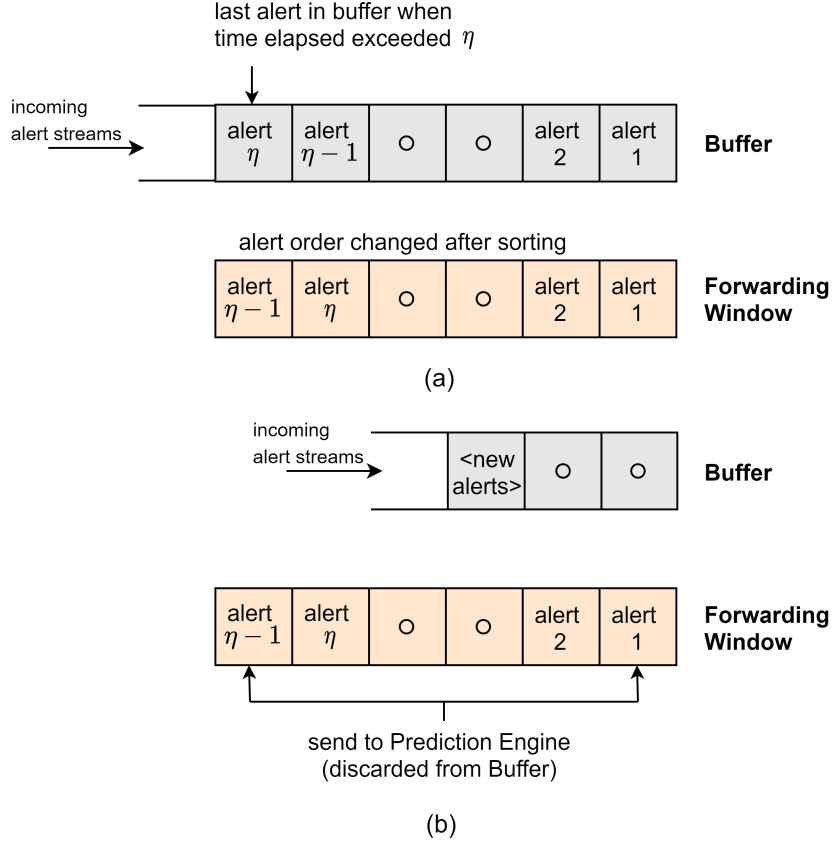 last alert in buffer when
time elapsed exceeded η
incoming
alert streams
alert
η
alert
η − 1
alert
2
alert
1
Buffer
alert order changed after sorting
alert
η − 1
alert
η
alert
2
alert
1
Forwarding
Window
(a)
incoming
alert streams
<new
alerts>
Buffer
alert
η − 1
alert
η
alert
2
alert
1
Forwarding
Window
send to Prediction Engine
(discarded from Buffer)
(b)